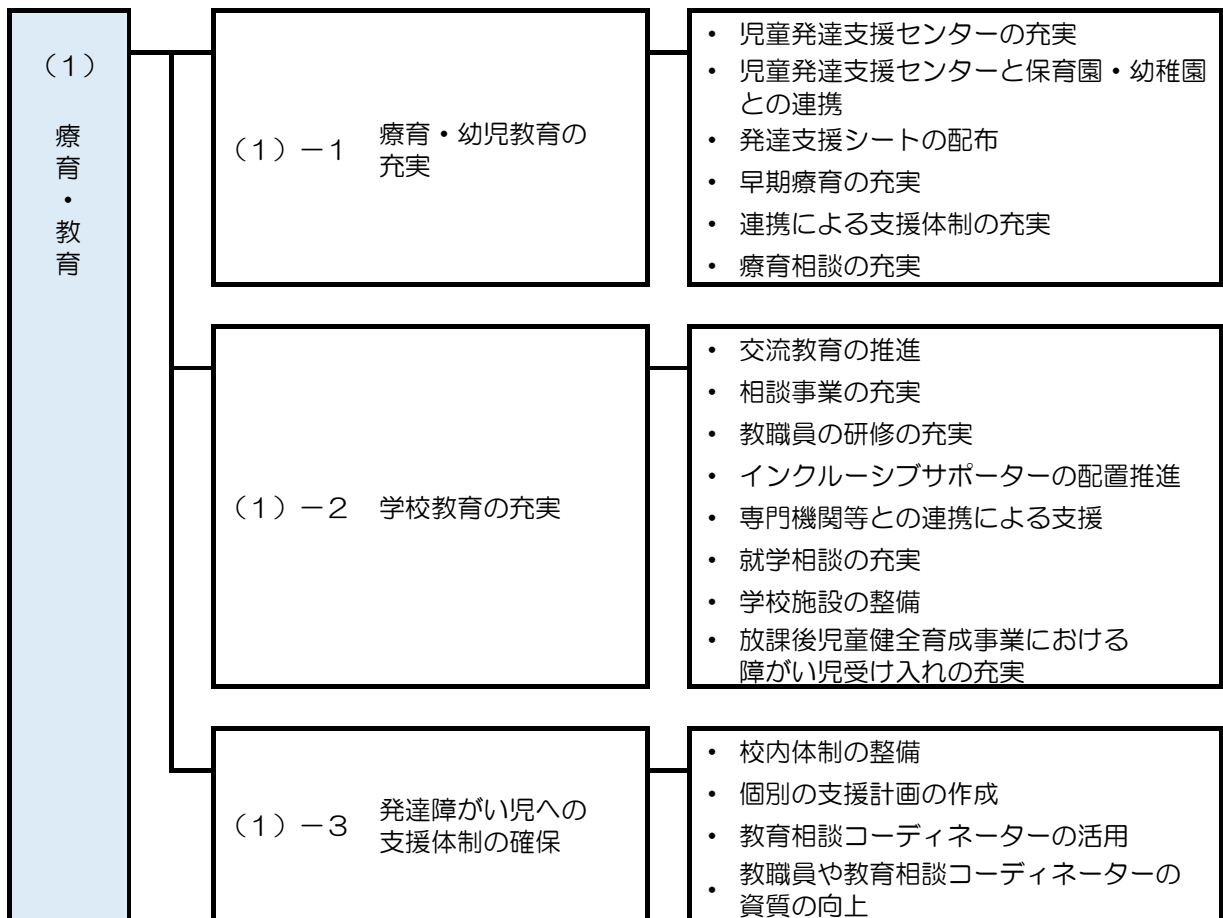 （１）
療育・教育
（１）－１
療育・幼児教育の
充実
・ 児童発達支援センターの充実
・ 児童発達支援センターと保育園・幼稚園
との連携
・ 発達支援シートの配布
・ 早期療育の充実
・ 連携による支援体制の充実
・ 療育相談の充実
（１）－２ 学校教育の充実
・ 交流教育の推進
・ 相談事業の充実
・ 教職員の研修の充実
・ インクルーシブサポーターの配置推進
・ 専門機関等との連携による支援
・ 就学相談の充実
・ 学校施設の整備
・ 放課後児童健全育成事業における
障がい児受け入れの充実
（１）－３
発達障がい児への
支援体制の確保
・ 校内体制の整備
・ 個別の支援計画の作成
・ 教育相談コーディネーターの活用
・ 教職員や教育相談コーディネーターの
資質の向上